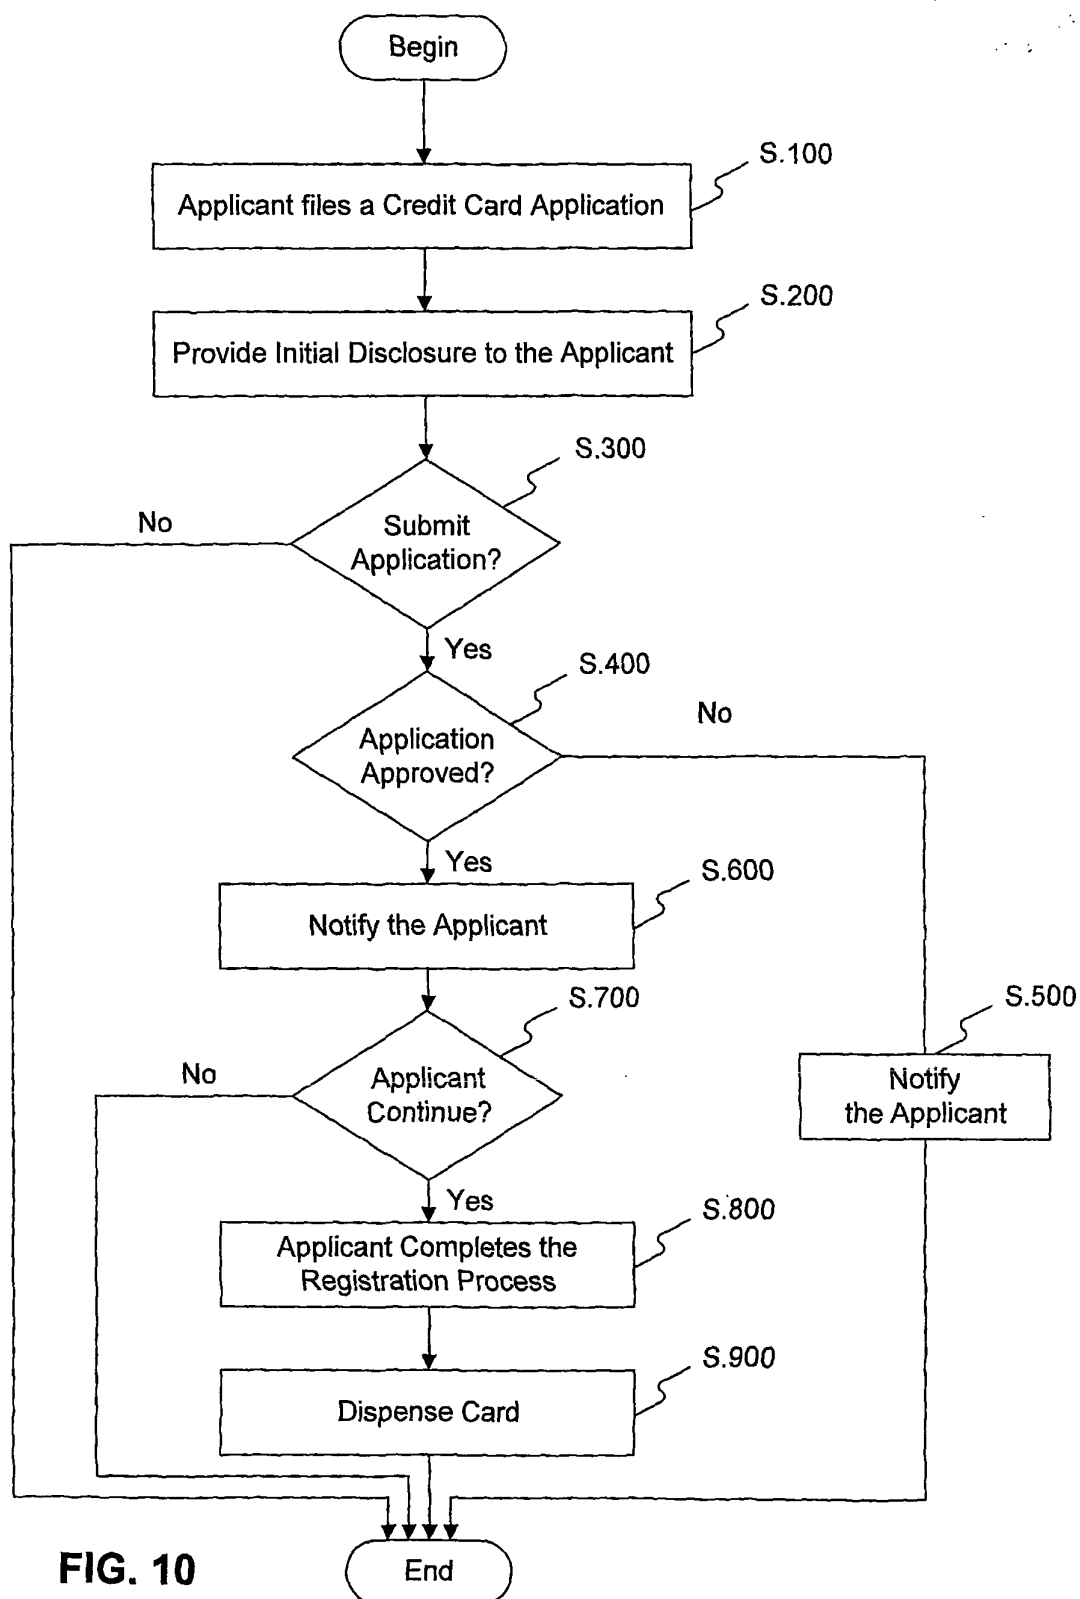 Begin
S.100
Applicant files a Credit Card Application
S.200
Provide Initial Disclosure to the Applicant
S.300
No
Submit
Application?
Yes
S.400
No
Application
Approved?
Yes
S.600
Notify the Applicant
S.700
S.500
No
Applicant
Continue?
Notify
the Applicant
Yes
S.800
Applicant Completes the
Registration Process
S.900
Dispense Card
FIG. 10
End